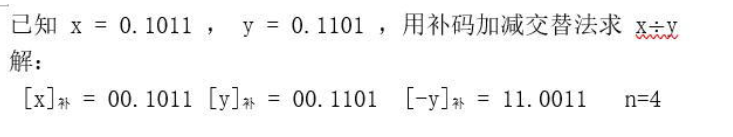 已知 x = 0.1011 , y = 0.1101 ,用补码加减交替法求 x÷y
解:
[x]补 = 00.1011 [y]补 = 00.1101 [-y]补 = 11.0011 n=4